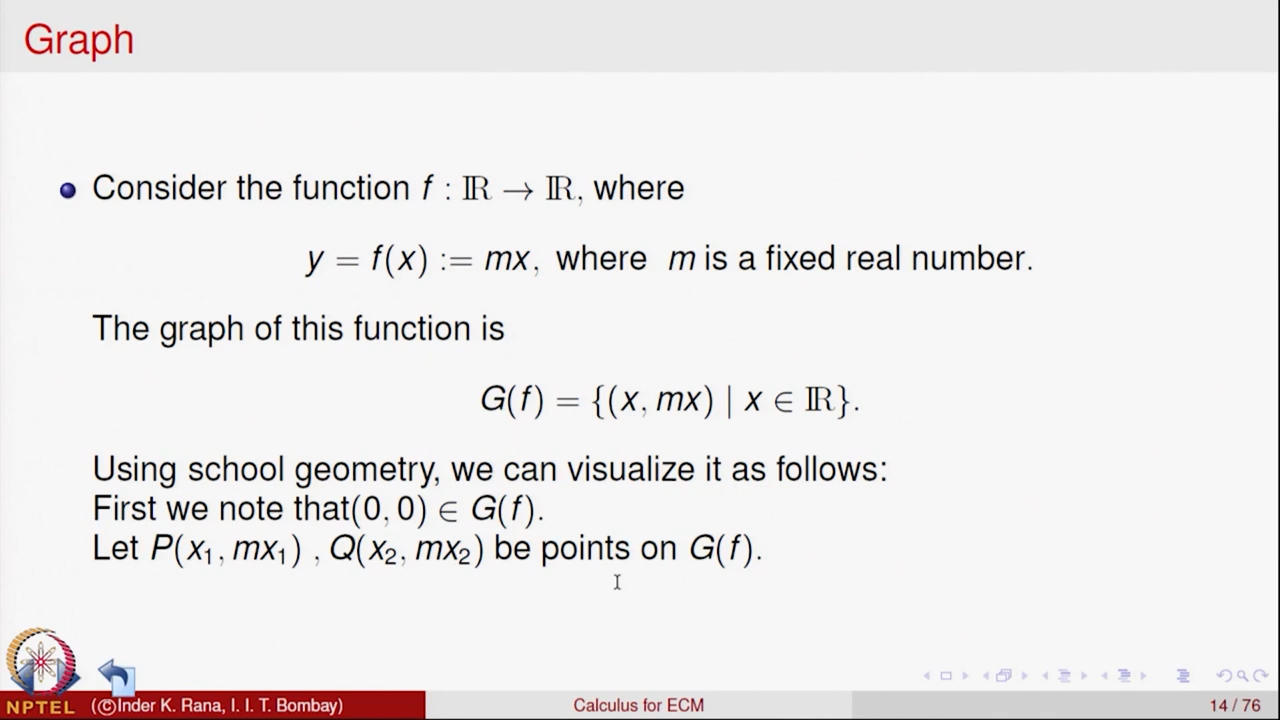 Graph
Consider the function f : ℝ → ℝ, where
y = f(x) := mx, where m is a fixed real number.
The graph of this function is
G(f) = {(x, mx) | x ∈ ℝ}.
Using school geometry, we can visualize it as follows:
First we note that(0, 0) ∈ G(f).
Let P(x₁, mx₁) , Q(x₂, mx₂) be points on G(f).
NPTEL
(©Inder K. Rana, I. I. T. Bombay)
Calculus for ECM
14 / 76